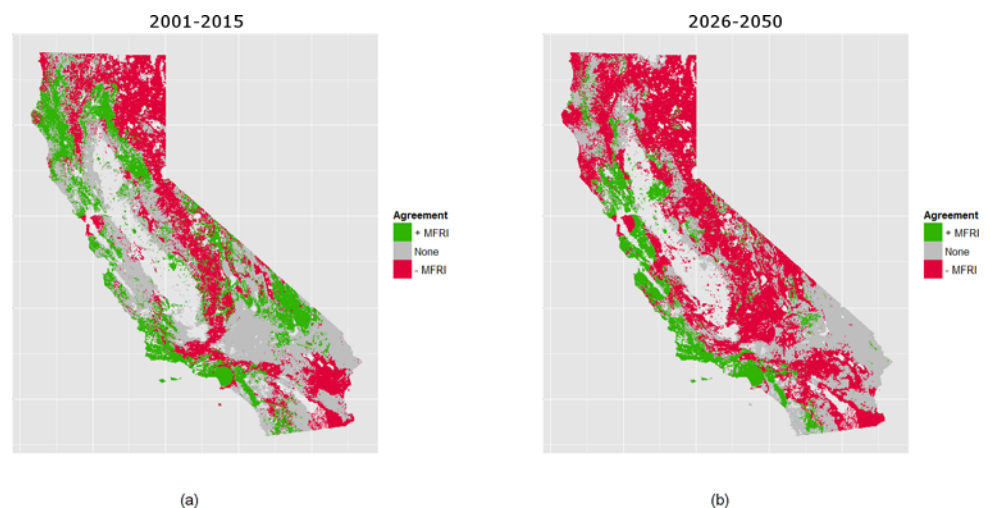 2001-2015
Agreement
+ MFRI
None
- MFRI
(a)
2026-2050
Agreement
+ MFRI
None
- MFRI
(b)